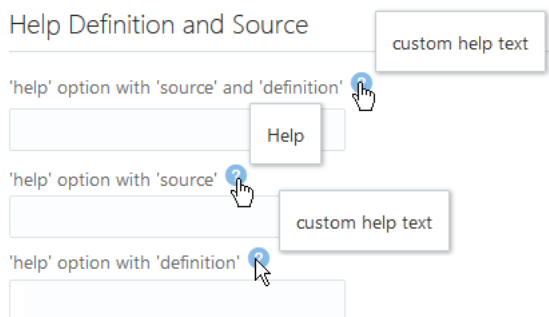 Help Definition and Source
custom help text
'help' option with 'source' and 'definition' ?
Help
'help' option with 'source' ?
custom help text
'help' option with 'definition' ?